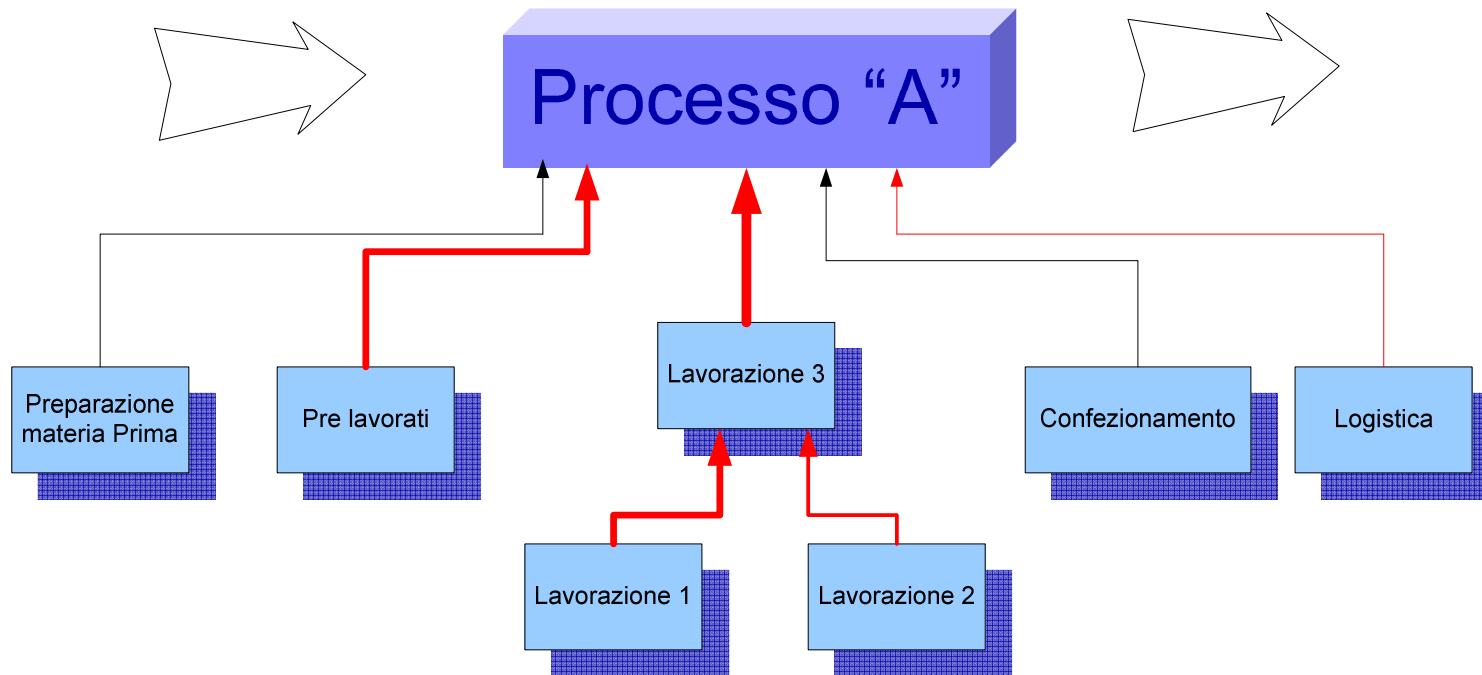 Processo “A”
Lavorazione 3
Preparazione
materia Prima
Pre lavorati
Confezionamento
Logistica
Lavorazione 1
Lavorazione 2